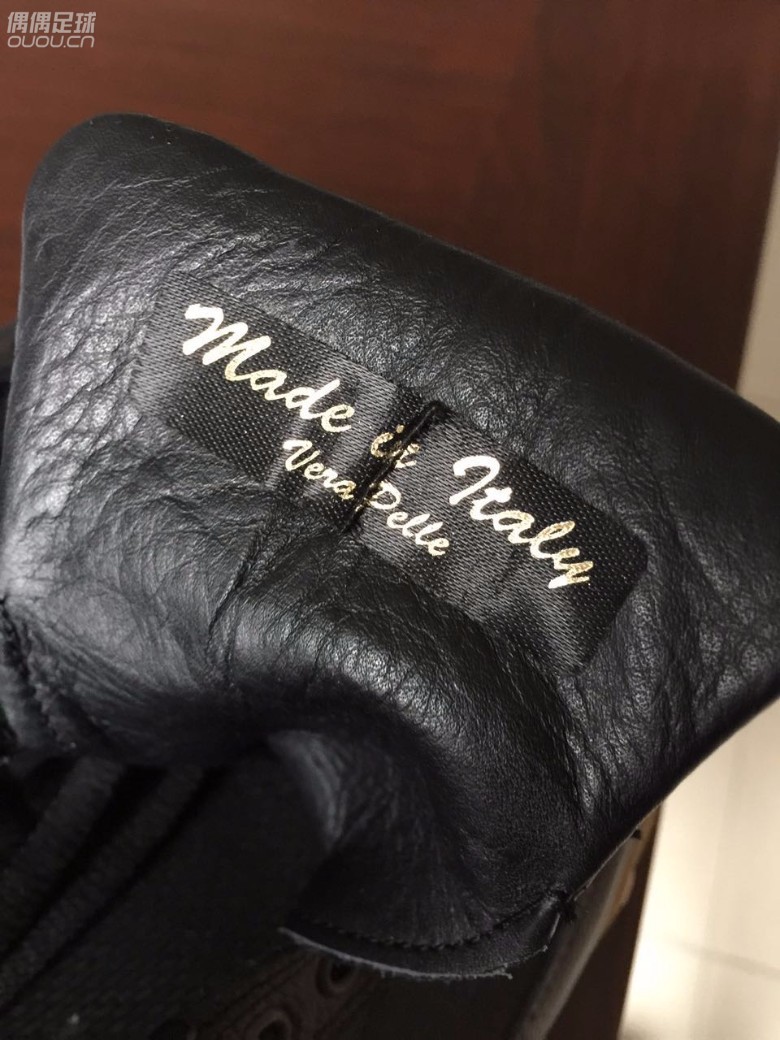 偶偶足球
OUOU.CN
Made in Italy
Vera Pelle